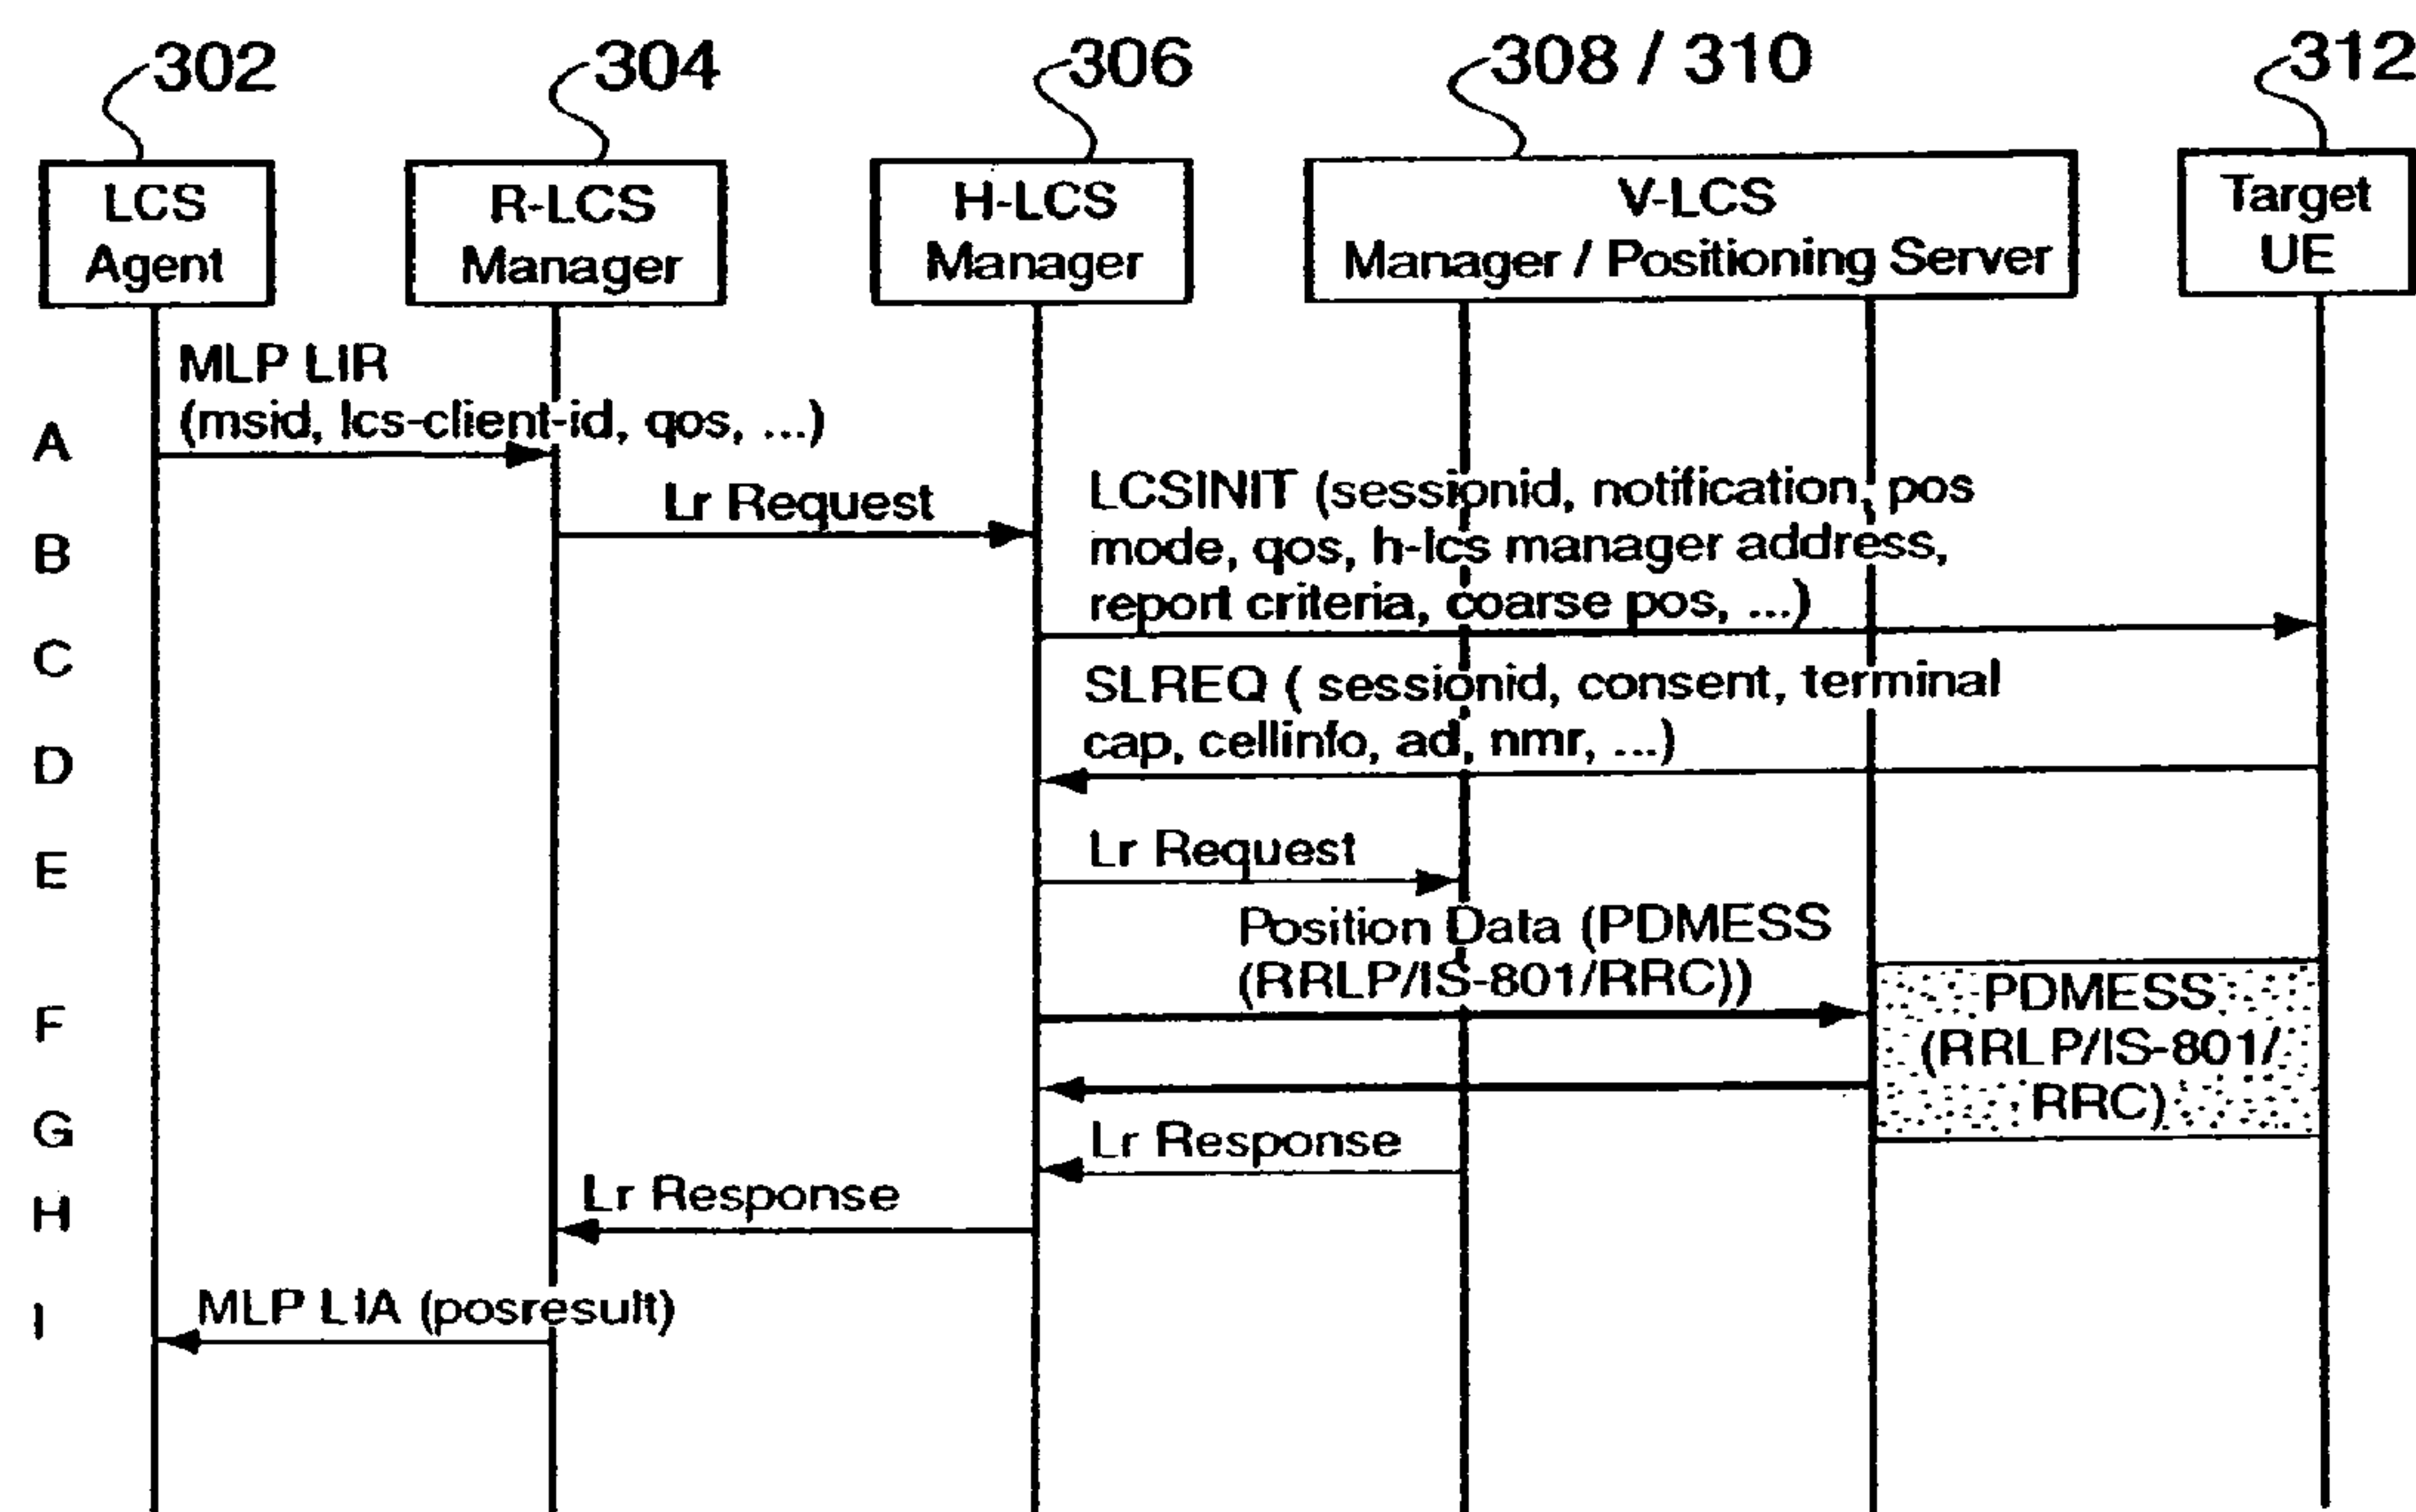 302
304
306
308 / 310
312
LCS
Agent
R-LCS
Manager
H-LCS
Manager
V-LCS
Manager / Positioning Server
Target
UE
MLP LIR
(msid, lcs-client-id, qos, ...)
A
Lr Request
B
LCSINIT (sessionid, notification, pos
mode, qos, h-lcs manager address,
report criteria, coarse pos, ...)
C
SLREQ ( sessionid, consent, terminal
cap, cellinfo, ad, nmr, ...)
D
Lr Request
E
Position Data (PDMESS
(RRLP/IS-801/RRC))
F
PDMESS
(RRLP/IS-801/
RRC)
G
Lr Response
H
Lr Response
I
MLP LIA (posresult)